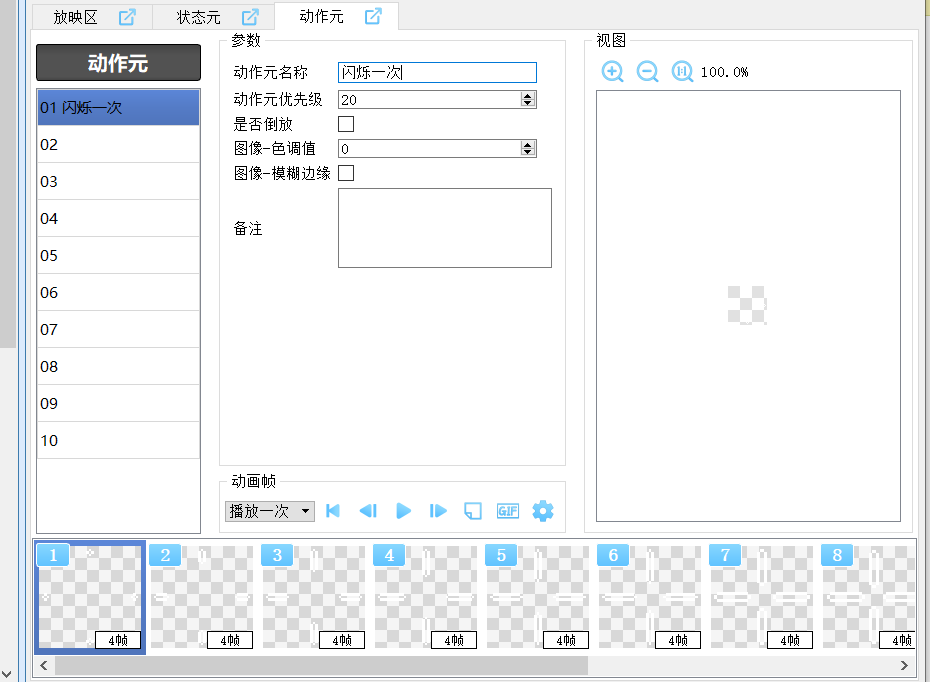 放映区 状态元 动作元
动作元
01 闪烁一次
02
03
04
05
06
07
08
09
10
参数
动作元名称 闪烁一次
动作元优先级 20
是否倒放
图像-色调值 0
图像-模糊边缘
备注
动画帧
播放一次 GIF
视图
1:1 100.0%
1 2 3 4 5 6 7 8
4帧 4帧 4帧 4帧 4帧 4帧 4帧 4帧